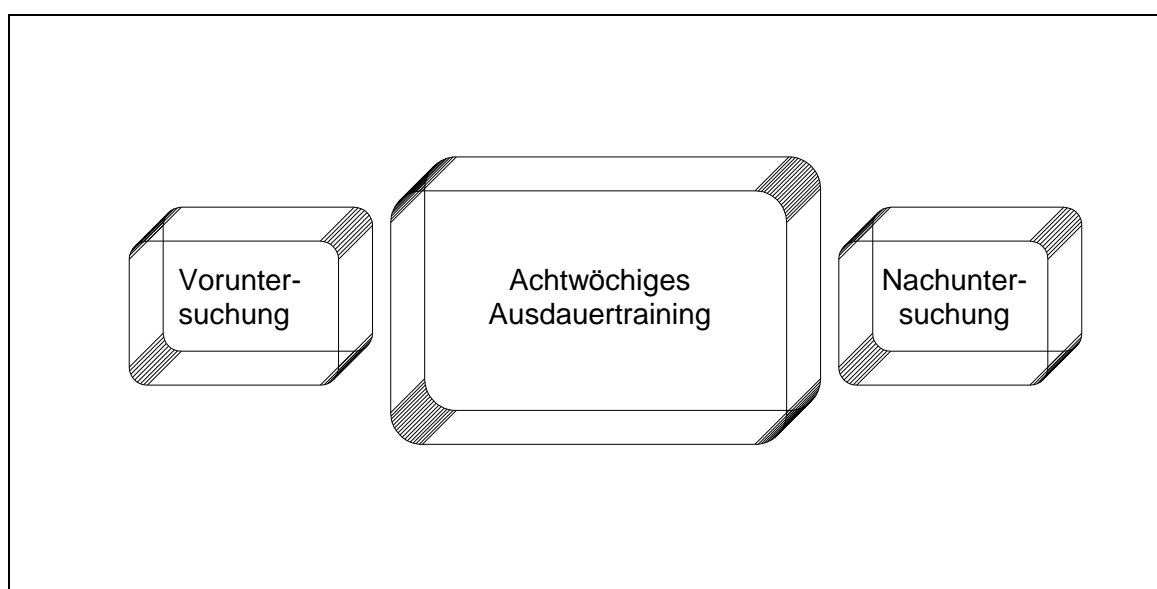 Vorunter-
suchung
Achtwöchiges
Ausdauertraining
Nachunter-
suchung